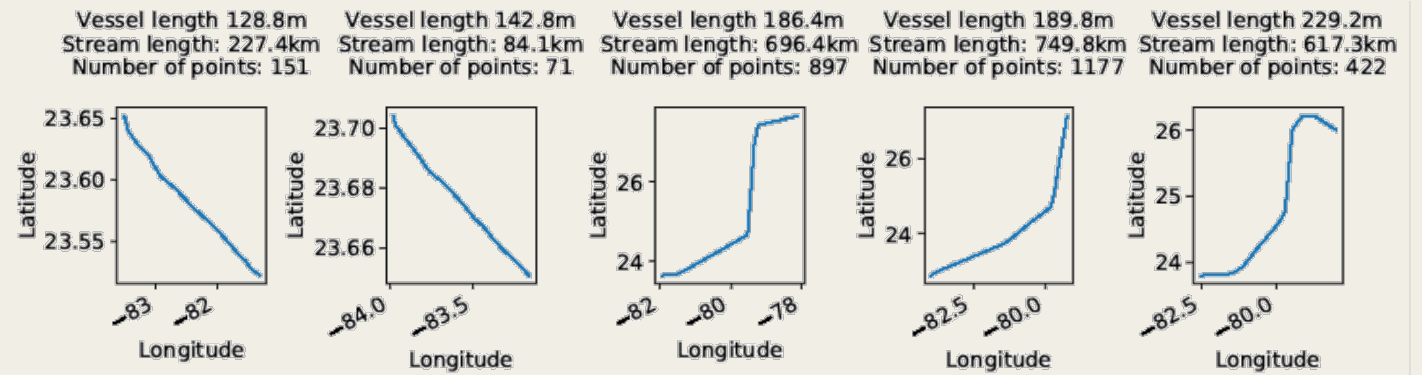 Vessel length 128.8m
Stream length: 227.4km
Number of points: 151
23.65
23.60
23.55
Latitude
−83
−82
Longitude
Vessel length 142.8m
Stream length: 84.1km
Number of points: 71
23.70
23.68
23.66
Latitude
−84.0
−83.5
Longitude
Vessel length 186.4m
Stream length: 696.4km
Number of points: 897
26
24
Latitude
−82
−80
−78
Longitude
Vessel length 189.8m
Stream length: 749.8km
Number of points: 1177
26
24
Latitude
−82.5
−80.0
Longitude
Vessel length 229.2m
Stream length: 617.3km
Number of points: 422
26
25
24
Latitude
−82.5
−80.0
Longitude